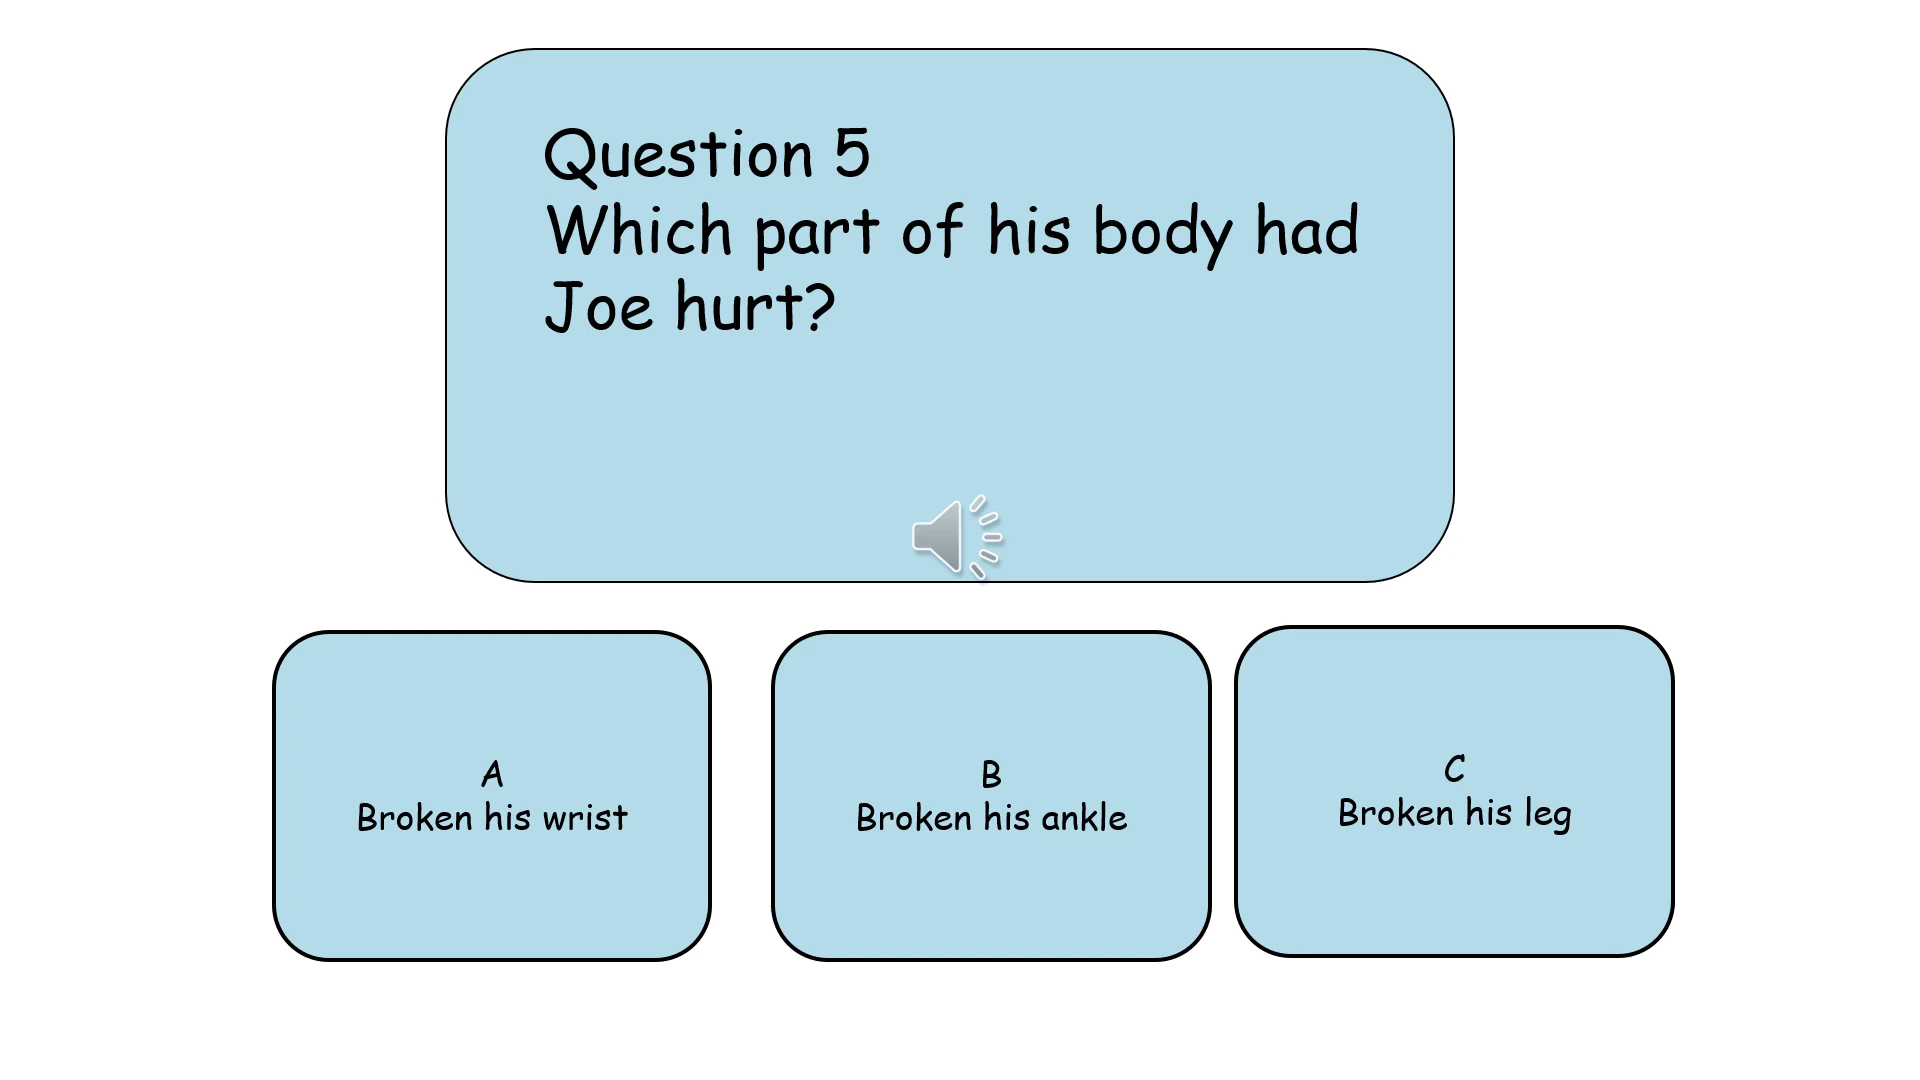 Question 5
Which part of his body had
Joe hurt?
A
Broken his wrist
B
Broken his ankle
C
Broken his leg